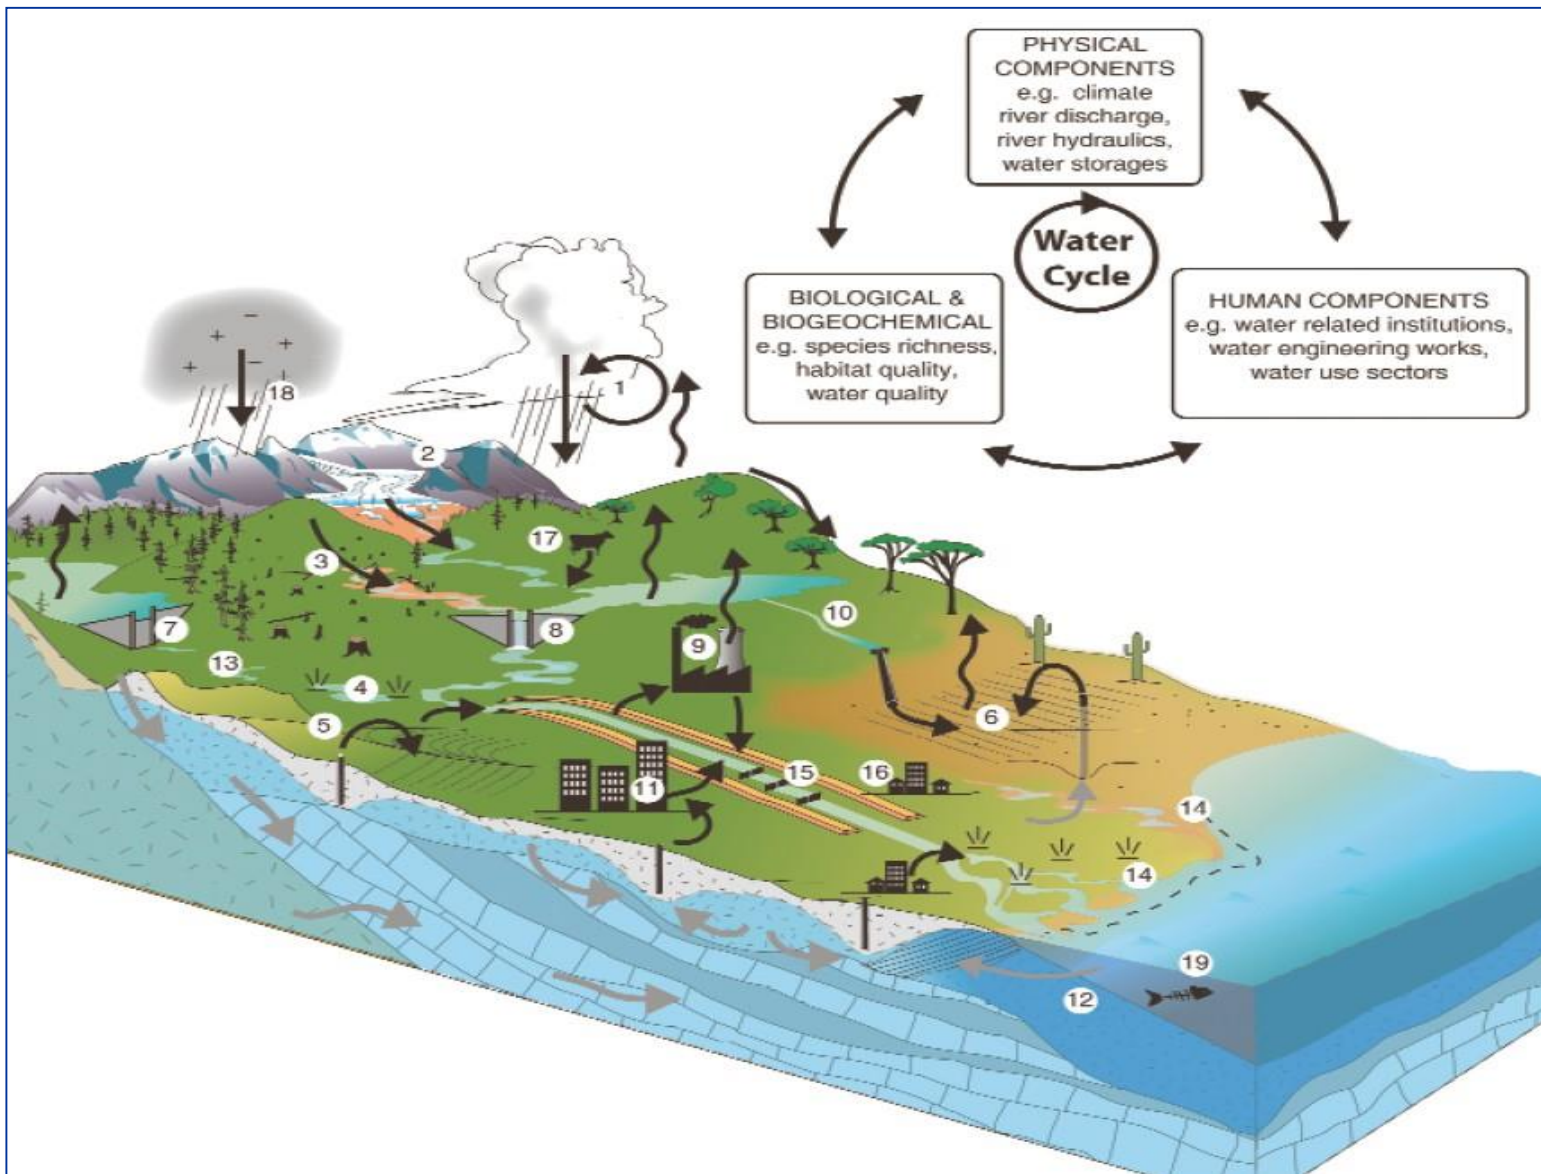 PHYSICAL
COMPONENTS
e.g. climate
river discharge,
river hydraulics,
water storages
Water
Cycle
BIOLOGICAL &
BIOGEOCHEMICAL
e.g. species richness,
habitat quality,
water quality
HUMAN COMPONENTS
e.g. water related institutions,
water engineering works,
water use sectors
18
1
2
17
3
10
7
8
9
13
4
5
6
11
15
16
14
14
19
12